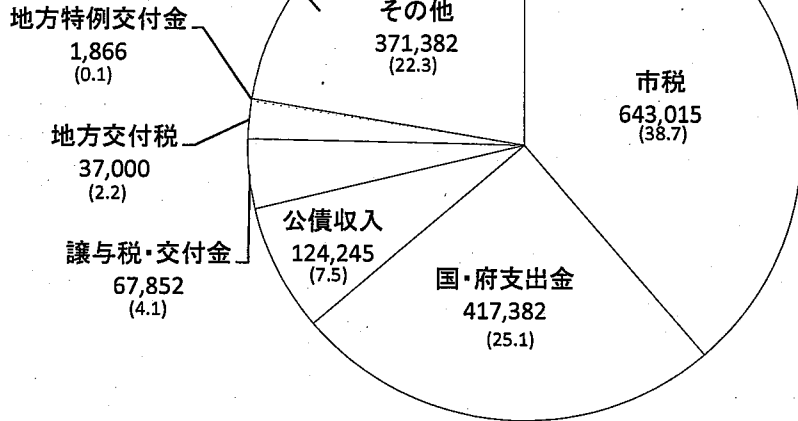 地方特例交付金
1,866
(0.1)
その他
371,382
(22.3)
市税
643,015
(38.7)
地方交付税
37,000
(2.2)
譲与税・交付金
67,852
(4.1)
公債収入
124,245
(7.5)
国・府支出金
417,382
(25.1)